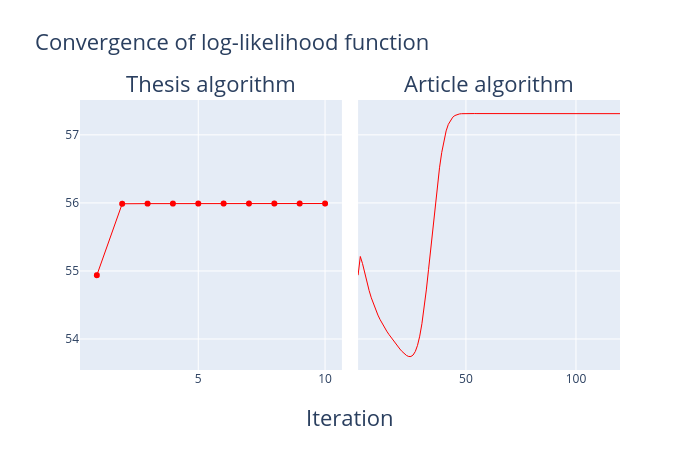 Convergence of log-likelihood function
Thesis algorithm
Article algorithm
57
56
55
54
5
10
50
100
Iteration